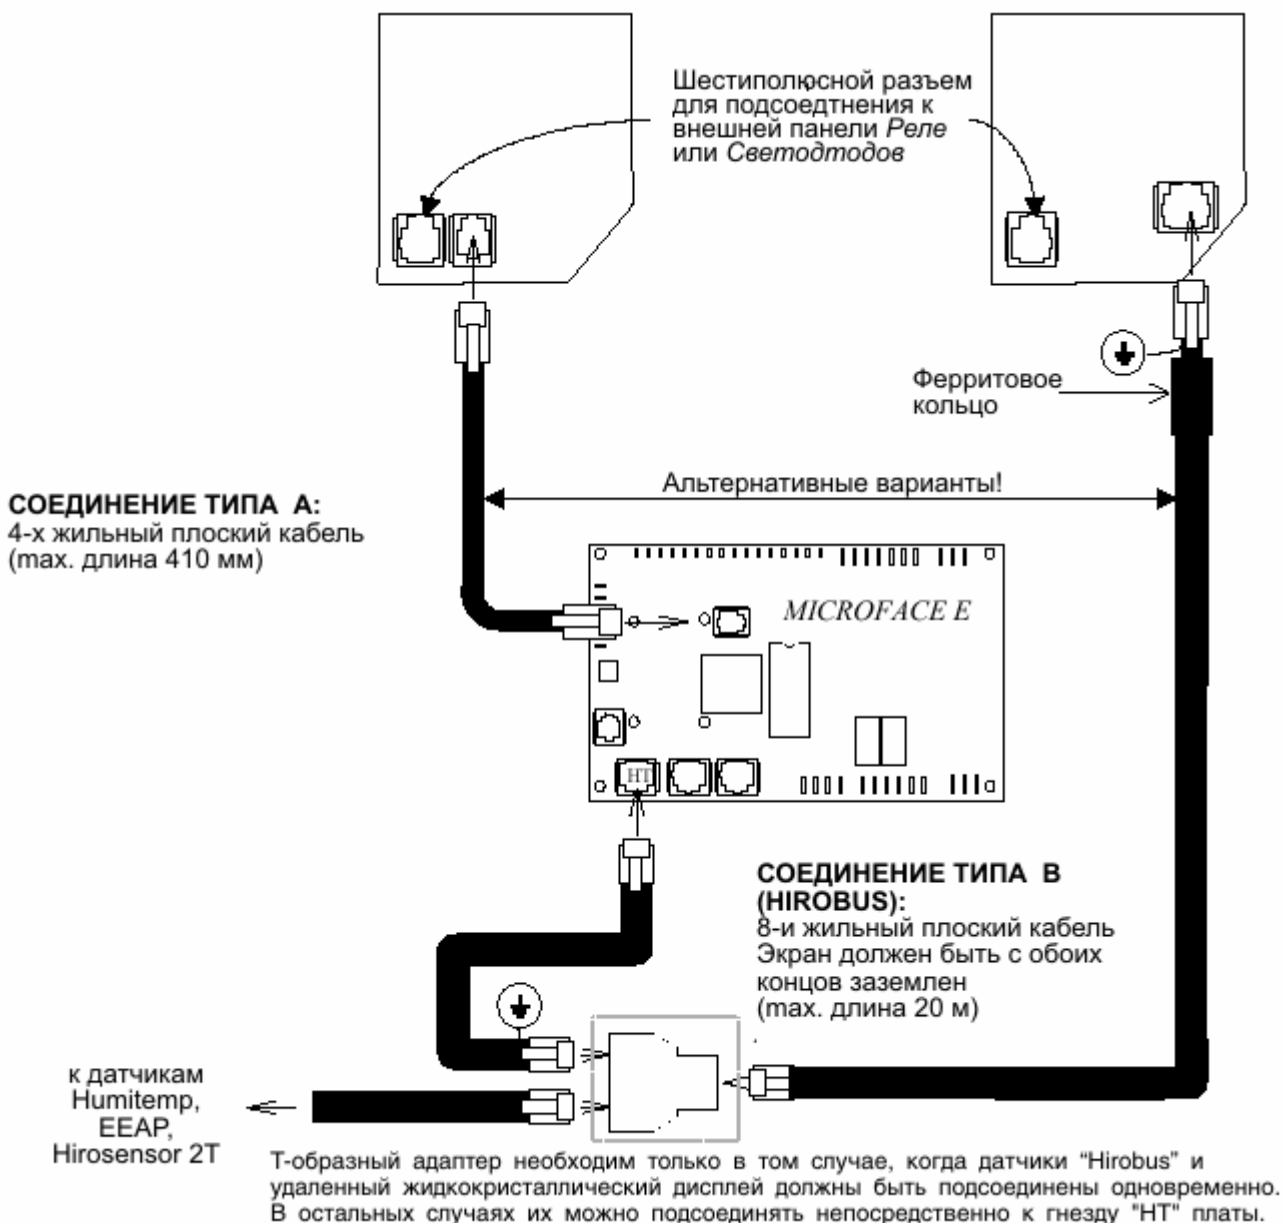 Шестиполюсной разъем
для подсоедтнения к
внешней панели Реле
или Светодтодов
Ферритовое
кольцо
Альтернативные варианты!
СОЕДИНЕНИЕ ТИПА А:
4-х жильный плоский кабель
(max. длина 410 мм)
MICROFACE E
HT
СОЕДИНЕНИЕ ТИПА В
(HIROBUS):
8-и жильный плоский кабель
Экран должен быть с обоих
концов заземлен
(max. длина 20 м)
к датчикам
Humitemp,
EEAP,
Hirosensor 2T
Т-образный адаптер необходим только в том случае, когда датчики “Hirobus” и
удаленный жидкокристаллический дисплей должны быть подсоединены одновременно.
В остальных случаях их можно подсоединять непосредственно к гнезду "HT" платы.